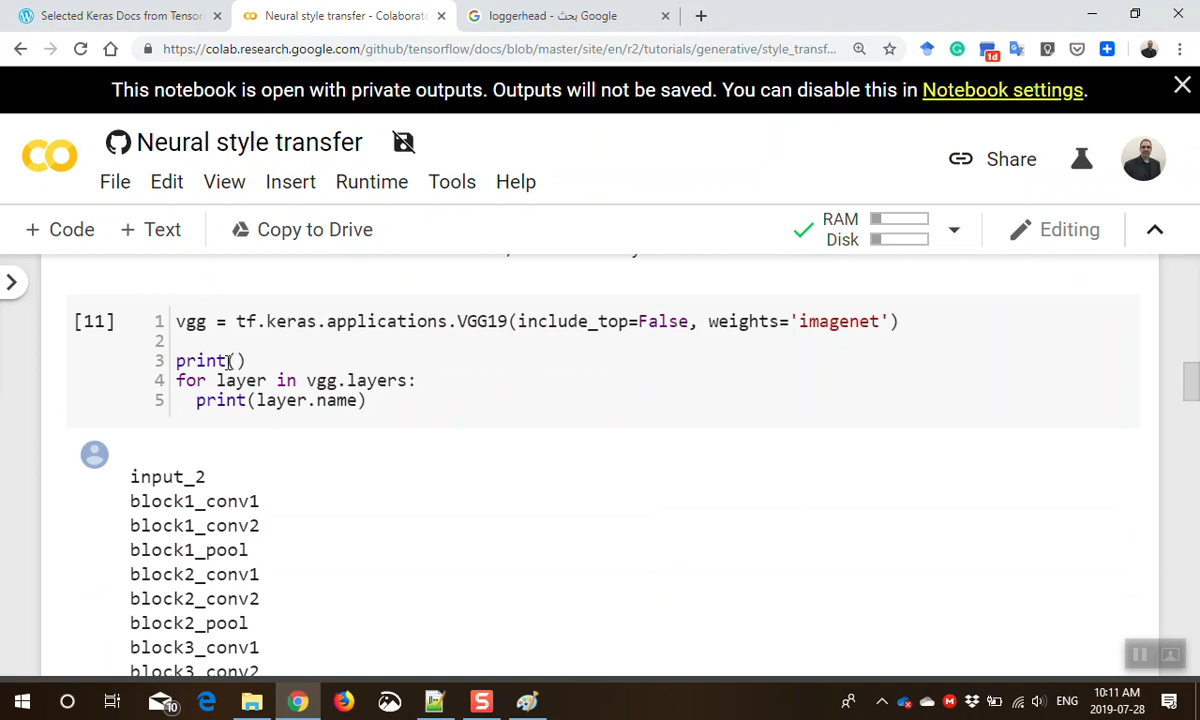 Selected Keras Docs from Tensorf
Neural style transfer - Colaborato
loggerhead - بحث Google
https://colab.research.google.com/github/tensorflow/docs/blob/master/site/en/r2/tutorials/generative/style_transf...
1d
This notebook is open with private outputs. Outputs will not be saved. You can disable this in Notebook settings.
Neural style transfer
Share
File Edit View Insert Runtime Tools Help
+ Code + Text Copy to Drive
RAM
Disk
Editing
[11]
1 vgg = tf.keras.applications.VGG19(include_top=False, weights='imagenet')
2
3 print()
4 for layer in vgg.layers:
5 print(layer.name)
input_2
block1_conv1
block1_conv2
block1_pool
block2_conv1
block2_conv2
block2_pool
block3_conv1
block3_conv2
10
ENG
10:11 AM
2019-07-28